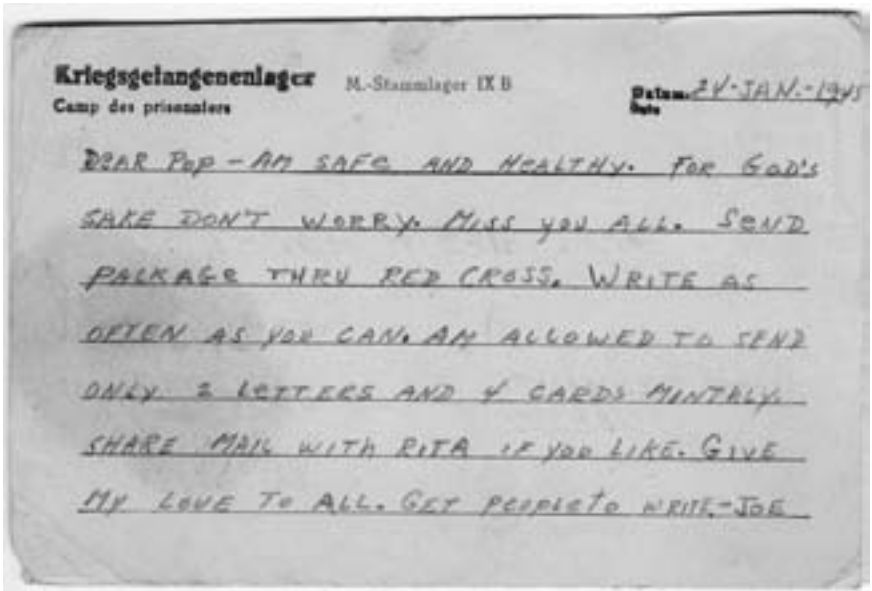 Kriegsgefangenenlager M.-Stammlager IX B Datum 24-JAN.-1945
Camp des prisonniers Date
DEAR POP - AM SAFE AND HEALTHY. FOR GOD'S
SAKE DON'T WORRY. MISS YOU ALL. SEND
PACKAGE THRU RED CROSS. WRITE AS
OFTEN AS YOU CAN. AM ALLOWED TO SEND
ONLY 2 LETTERS AND 4 CARDS MONTHLY.
SHARE MAIL WITH RITA IF YOU LIKE. GIVE
MY LOVE TO ALL. GET PEOPLE TO WRITE - JOE